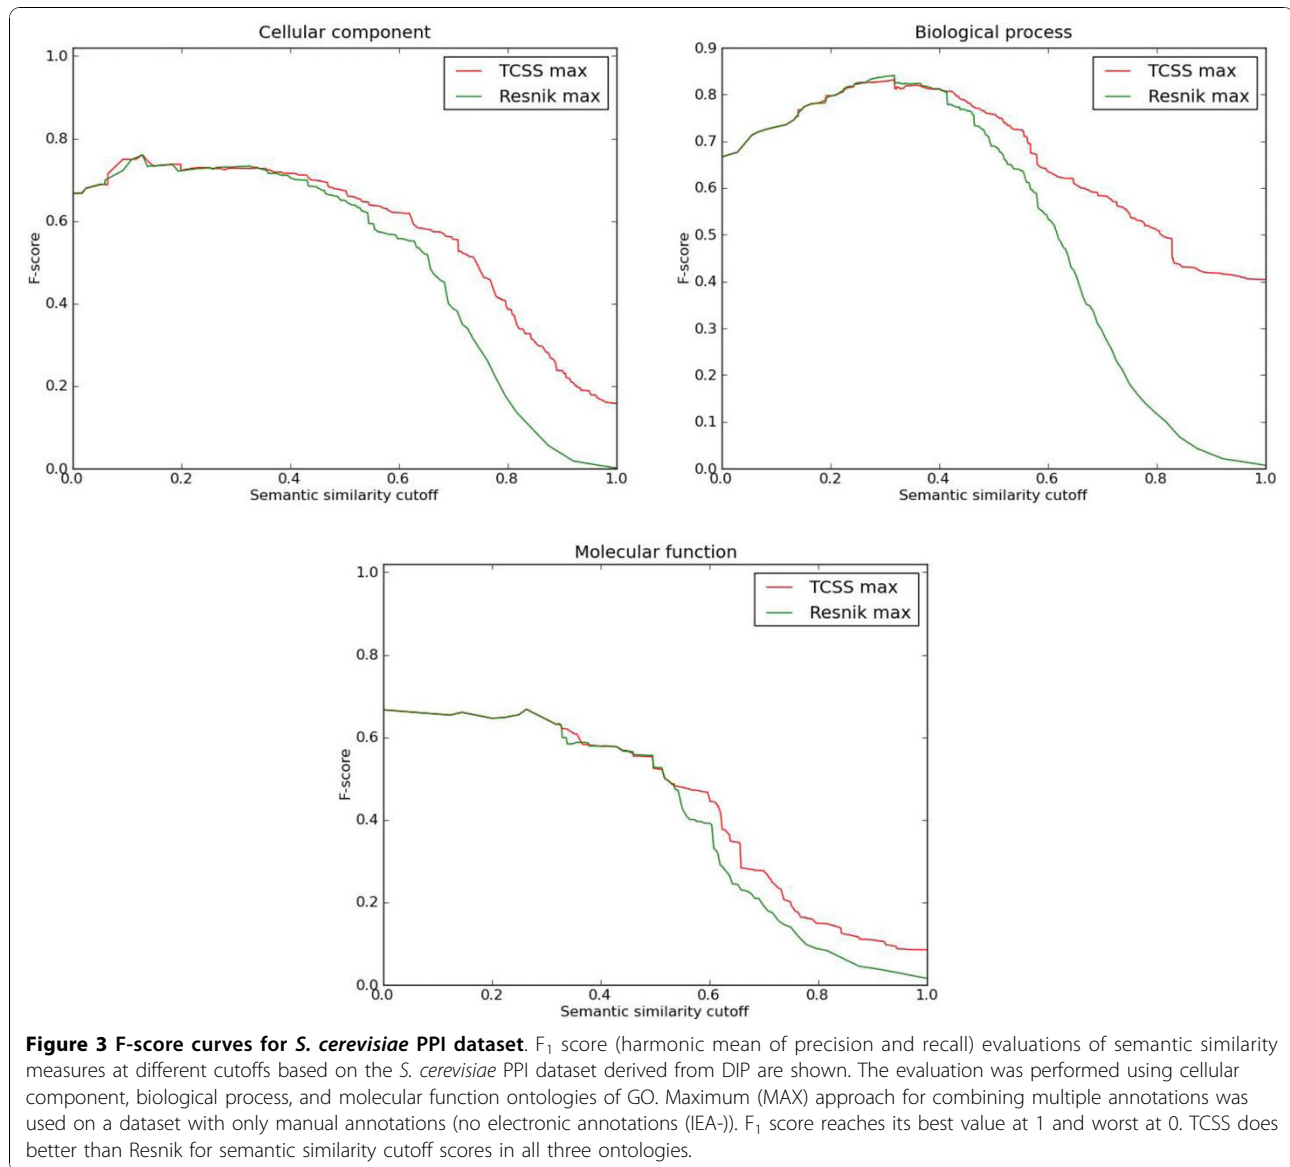 Cellular component
1.0
0.8
0.6
0.4
0.2
0.0
F-score
TCSS max
Resnik max
0.0 0.2 0.4 0.6 0.8 1.0
Semantic similarity cutoff
Biological process
0.9
0.8
0.7
0.6
0.5
0.4
0.3
0.2
0.1
0.0
F-score
TCSS max
Resnik max
0.0 0.2 0.4 0.6 0.8 1.0
Semantic similarity cutoff
Molecular function
1.0
0.8
0.6
0.4
0.2
0.0
F-score
TCSS max
Resnik max
0.0 0.2 0.4 0.6 0.8 1.0
Semantic similarity cutoff
Figure 3 F-score curves for S. cerevisiae PPI dataset. F1 score (harmonic mean of precision and recall) evaluations of semantic similarity
measures at different cutoffs based on the S. cerevisiae PPI dataset derived from DIP are shown. The evaluation was performed using cellular
component, biological process, and molecular function ontologies of GO. Maximum (MAX) approach for combining multiple annotations was
used on a dataset with only manual annotations (no electronic annotations (IEA-)). F1 score reaches its best value at 1 and worst at 0. TCSS does
better than Resnik for semantic similarity cutoff scores in all three ontologies.